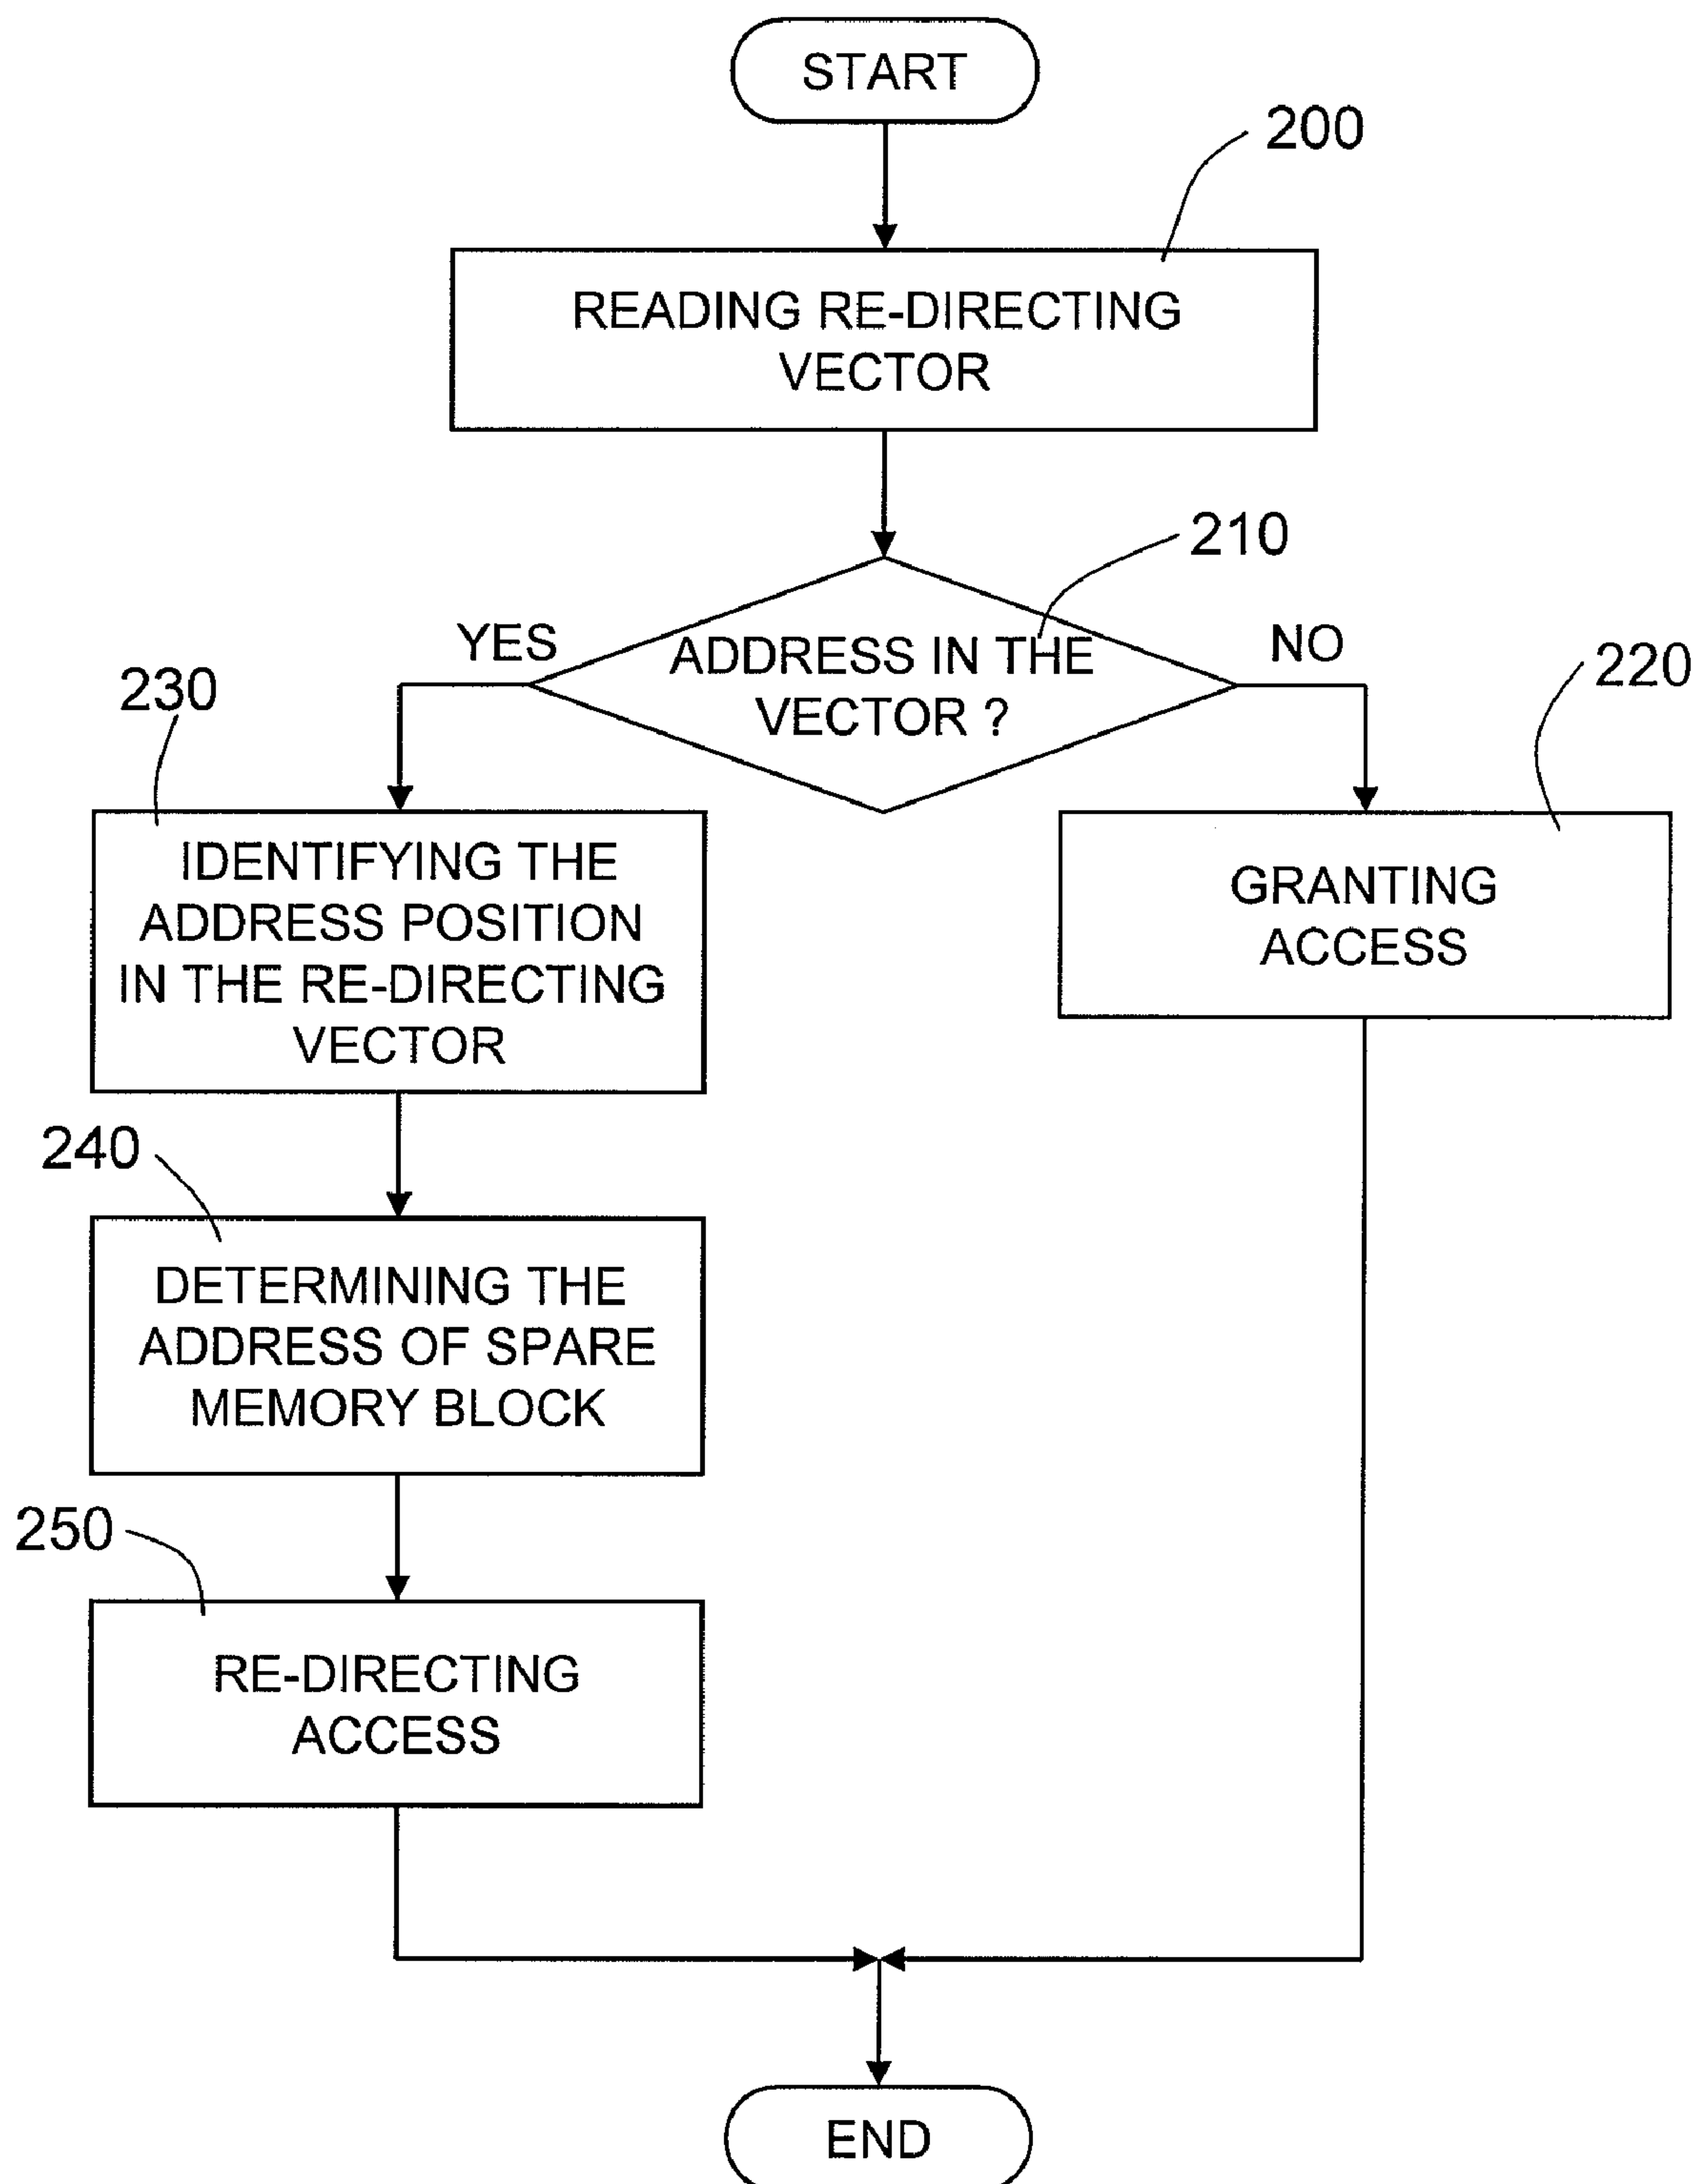 START
200
READING RE-DIRECTING
VECTOR
210
YES
ADDRESS IN THE
VECTOR ?
NO
220
230
IDENTIFYING THE
ADDRESS POSITION
IN THE RE-DIRECTING
VECTOR
GRANTING
ACCESS
240
DETERMINING THE
ADDRESS OF SPARE
MEMORY BLOCK
250
RE-DIRECTING
ACCESS
END